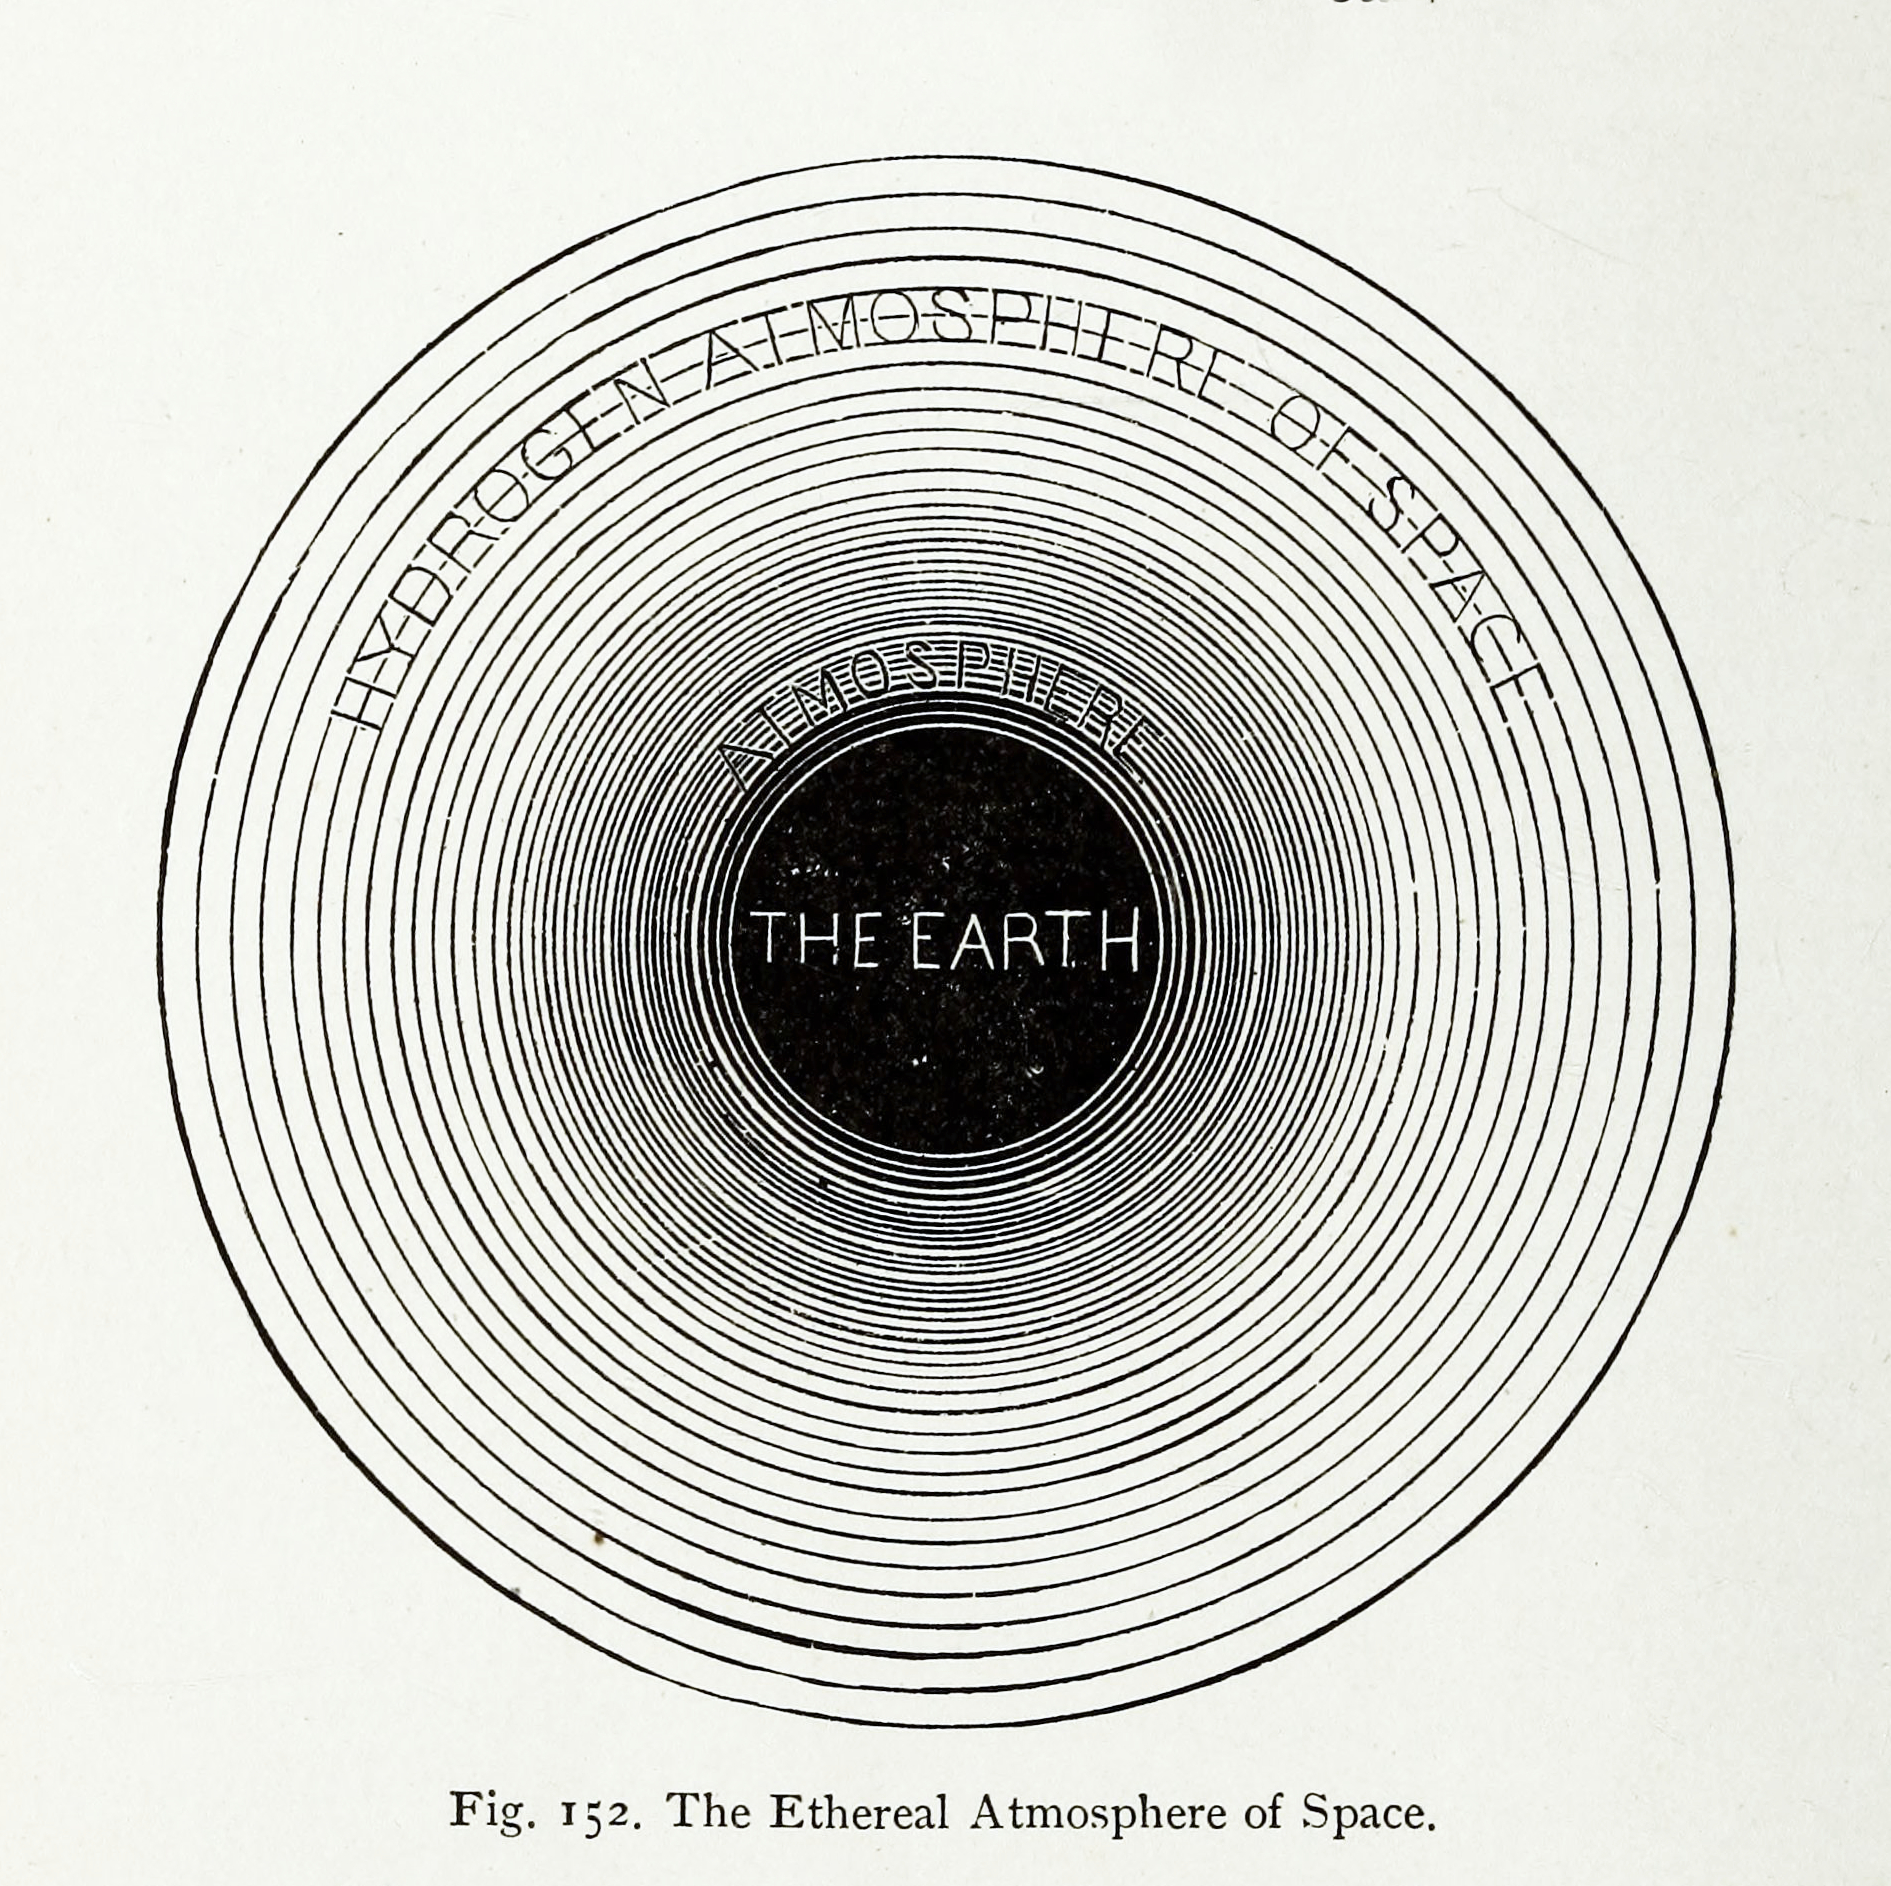 HYDROGEN ATMOSPHERE OF SPACE
ATMOSPHERE
THE EARTH
Fig. 152. The Ethereal Atmosphere of Space.